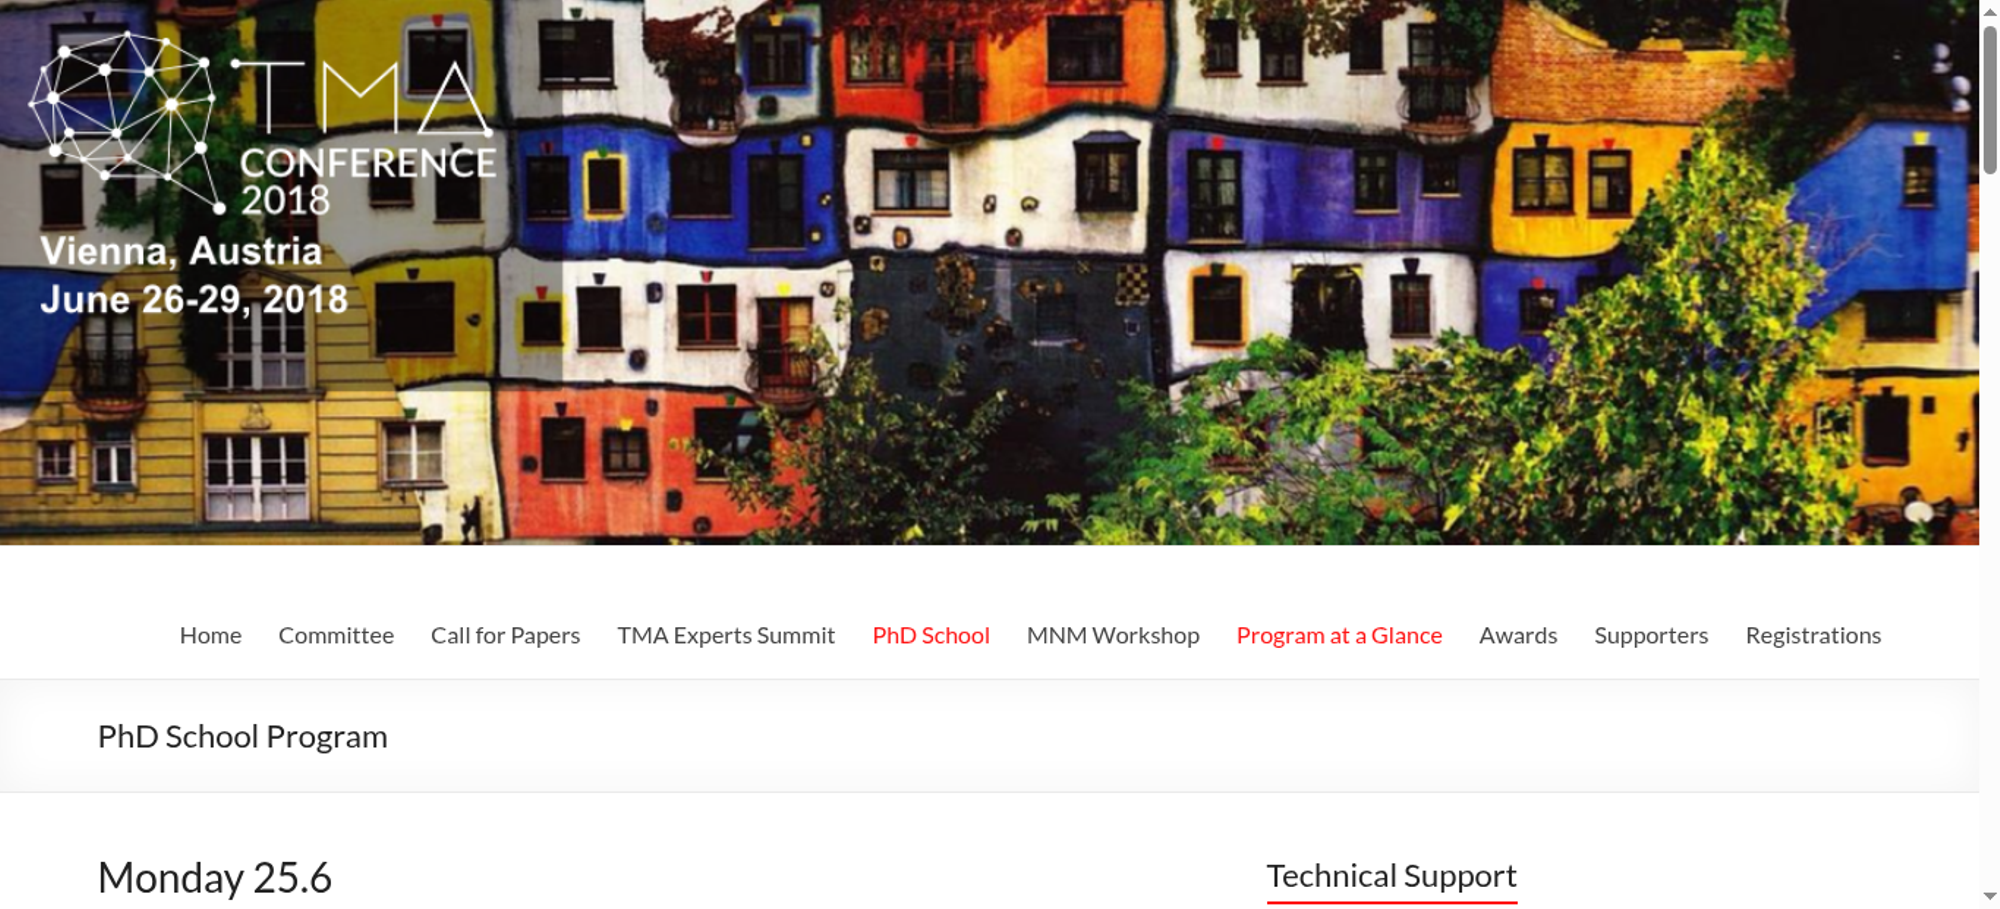 TMA
CONFERENCE
2018
Vienna, Austria
June 26-29, 2018
Home Committee Call for Papers TMA Experts Summit PhD School MNM Workshop Program at a Glance Awards Supporters Registrations
PhD School Program
Monday 25.6
Technical Support